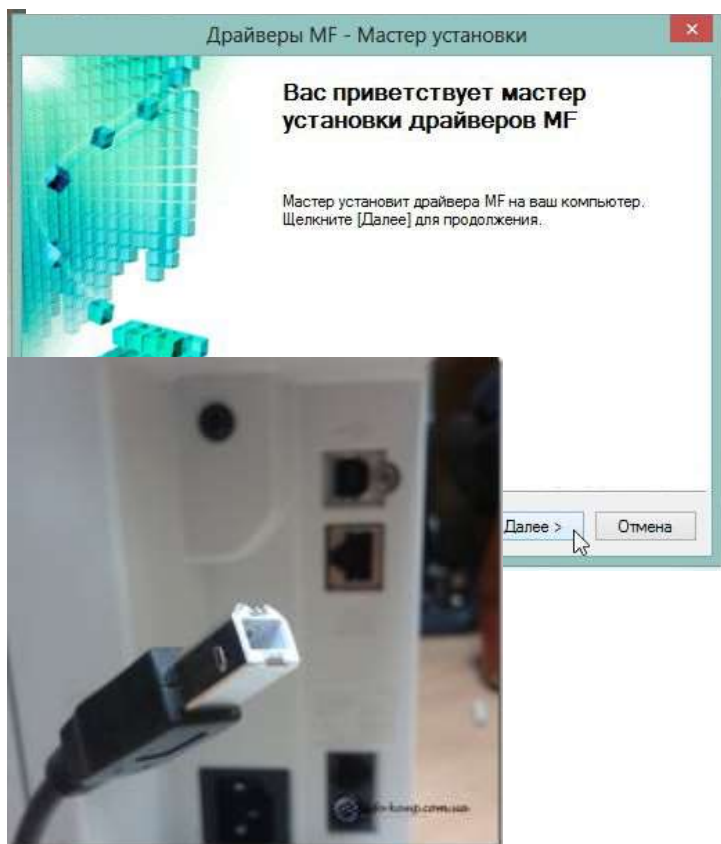 Драйверы MF - Мастер установки
Вас приветствует мастер
установки драйверов MF
Мастер установит драйвера MF на ваш компьютер.
Щелкните [Далее] для продолжения.
Далее >
Отмена